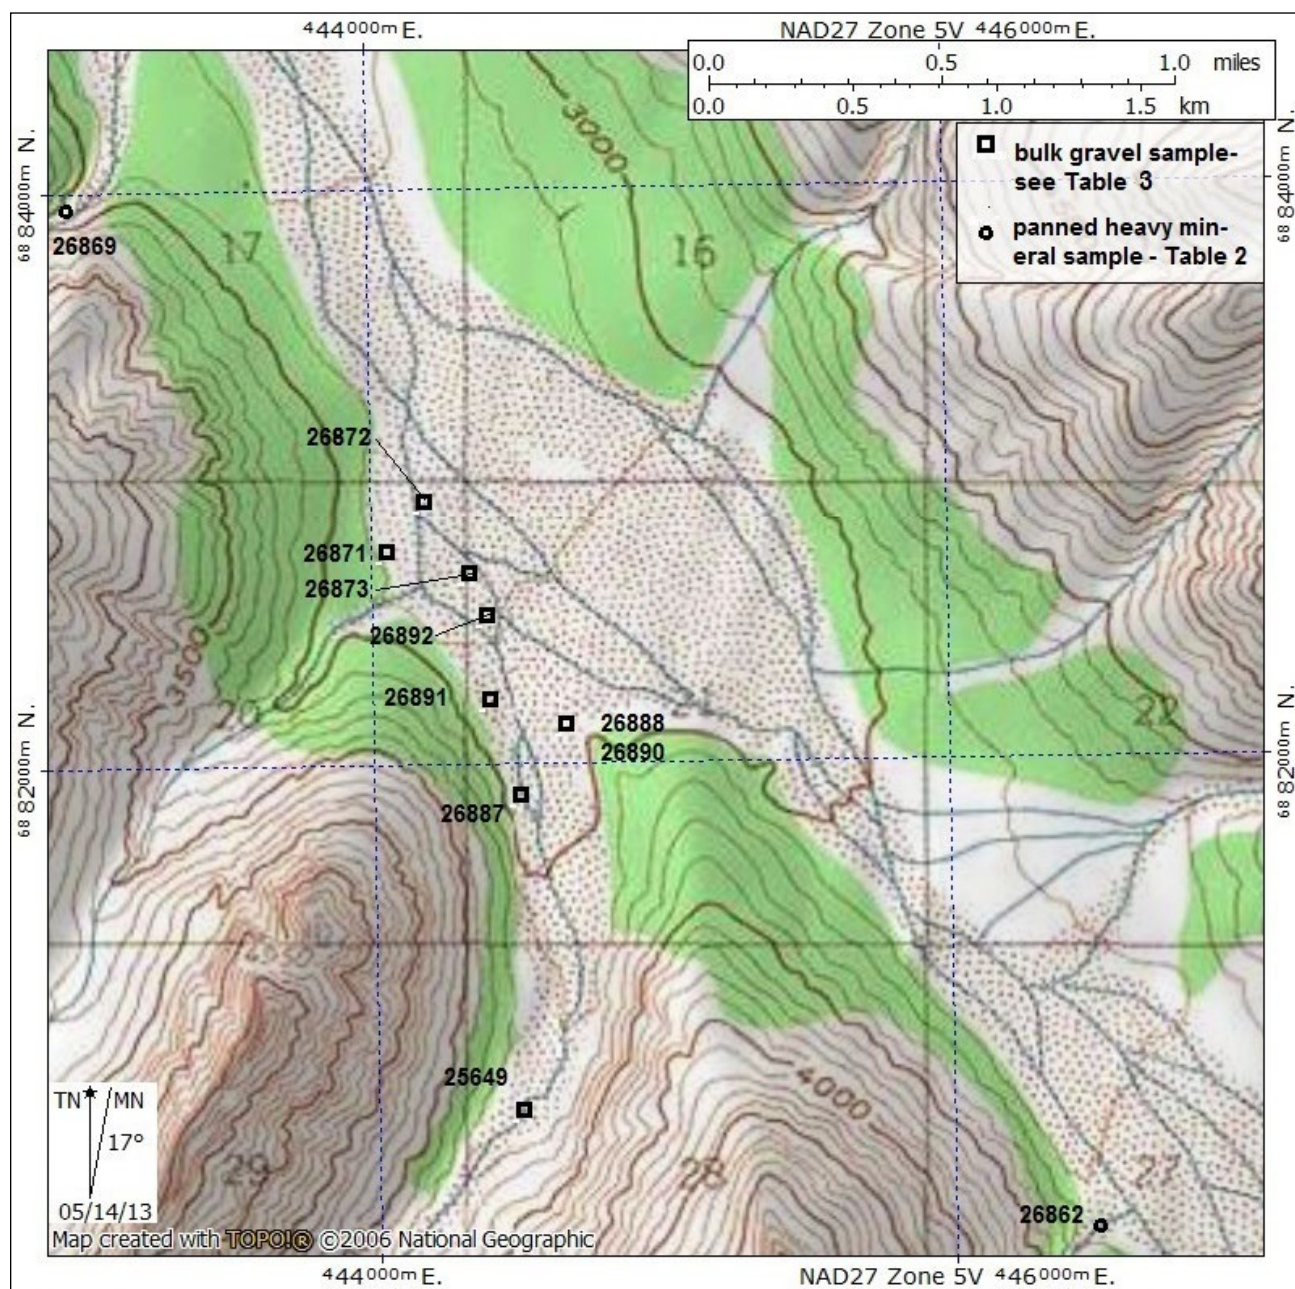 444000m E. NAD27 Zone 5V 446000m E.
0.0 0.5 1.0 miles
0.0 0.5 1.0 1.5 km
bulk gravel sample-
see Table 3
panned heavy min-
eral sample - Table 2
6884000m N.
6884000m N.
3000
26869
17
16
26872
26871
26873
26892
3500
20
26891
26888
26890
21
22
6882000m N.
6882000m N.
26887
25649
4000
29
28
27
26862
TN MN
17°
05/14/13
Map created with TOPO!® ©2006 National Geographic
444000m E. NAD27 Zone 5V 446000m E.